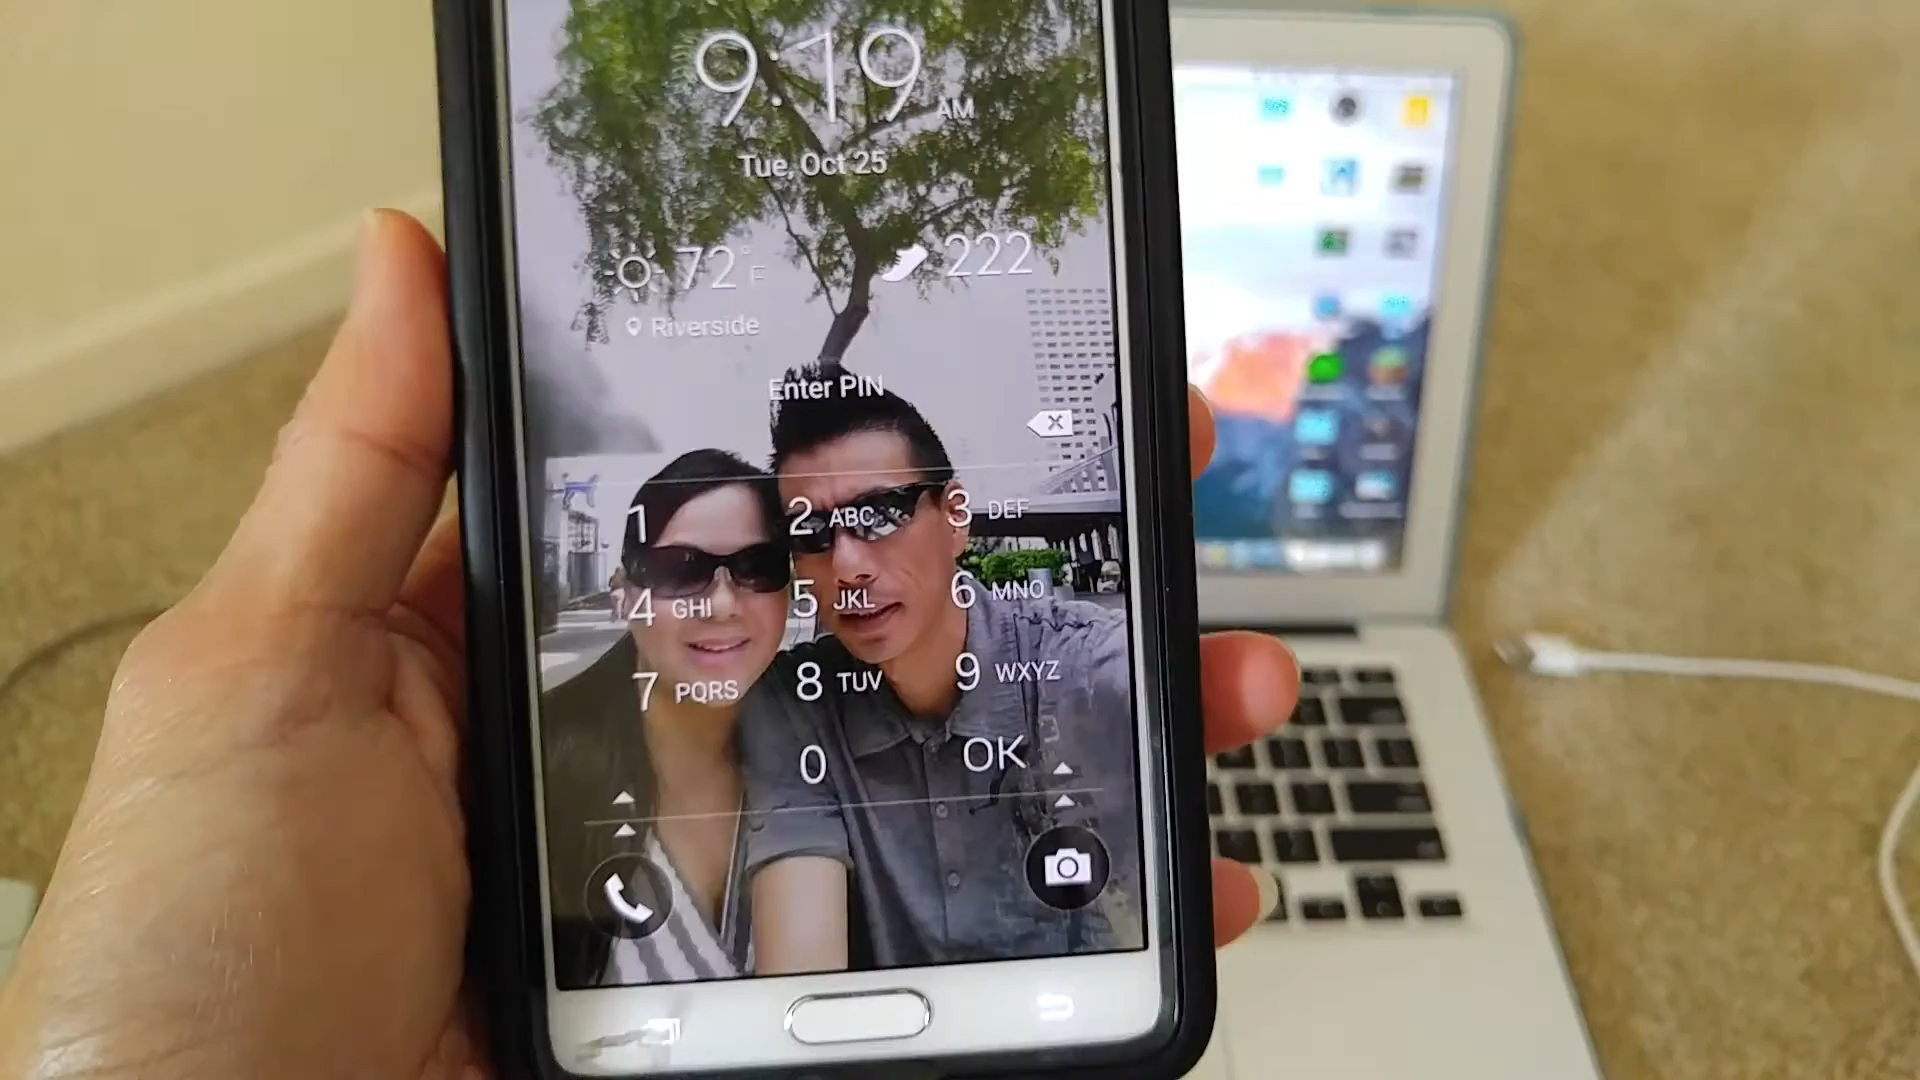 9:19 AM
Tue, Oct 25
72°F
222
Riverside
Enter PIN
1
2 ABC
3 DEF
4 GHI
5 JKL
6 MNO
7 PQRS
8 TUV
9 WXYZ
0
OK